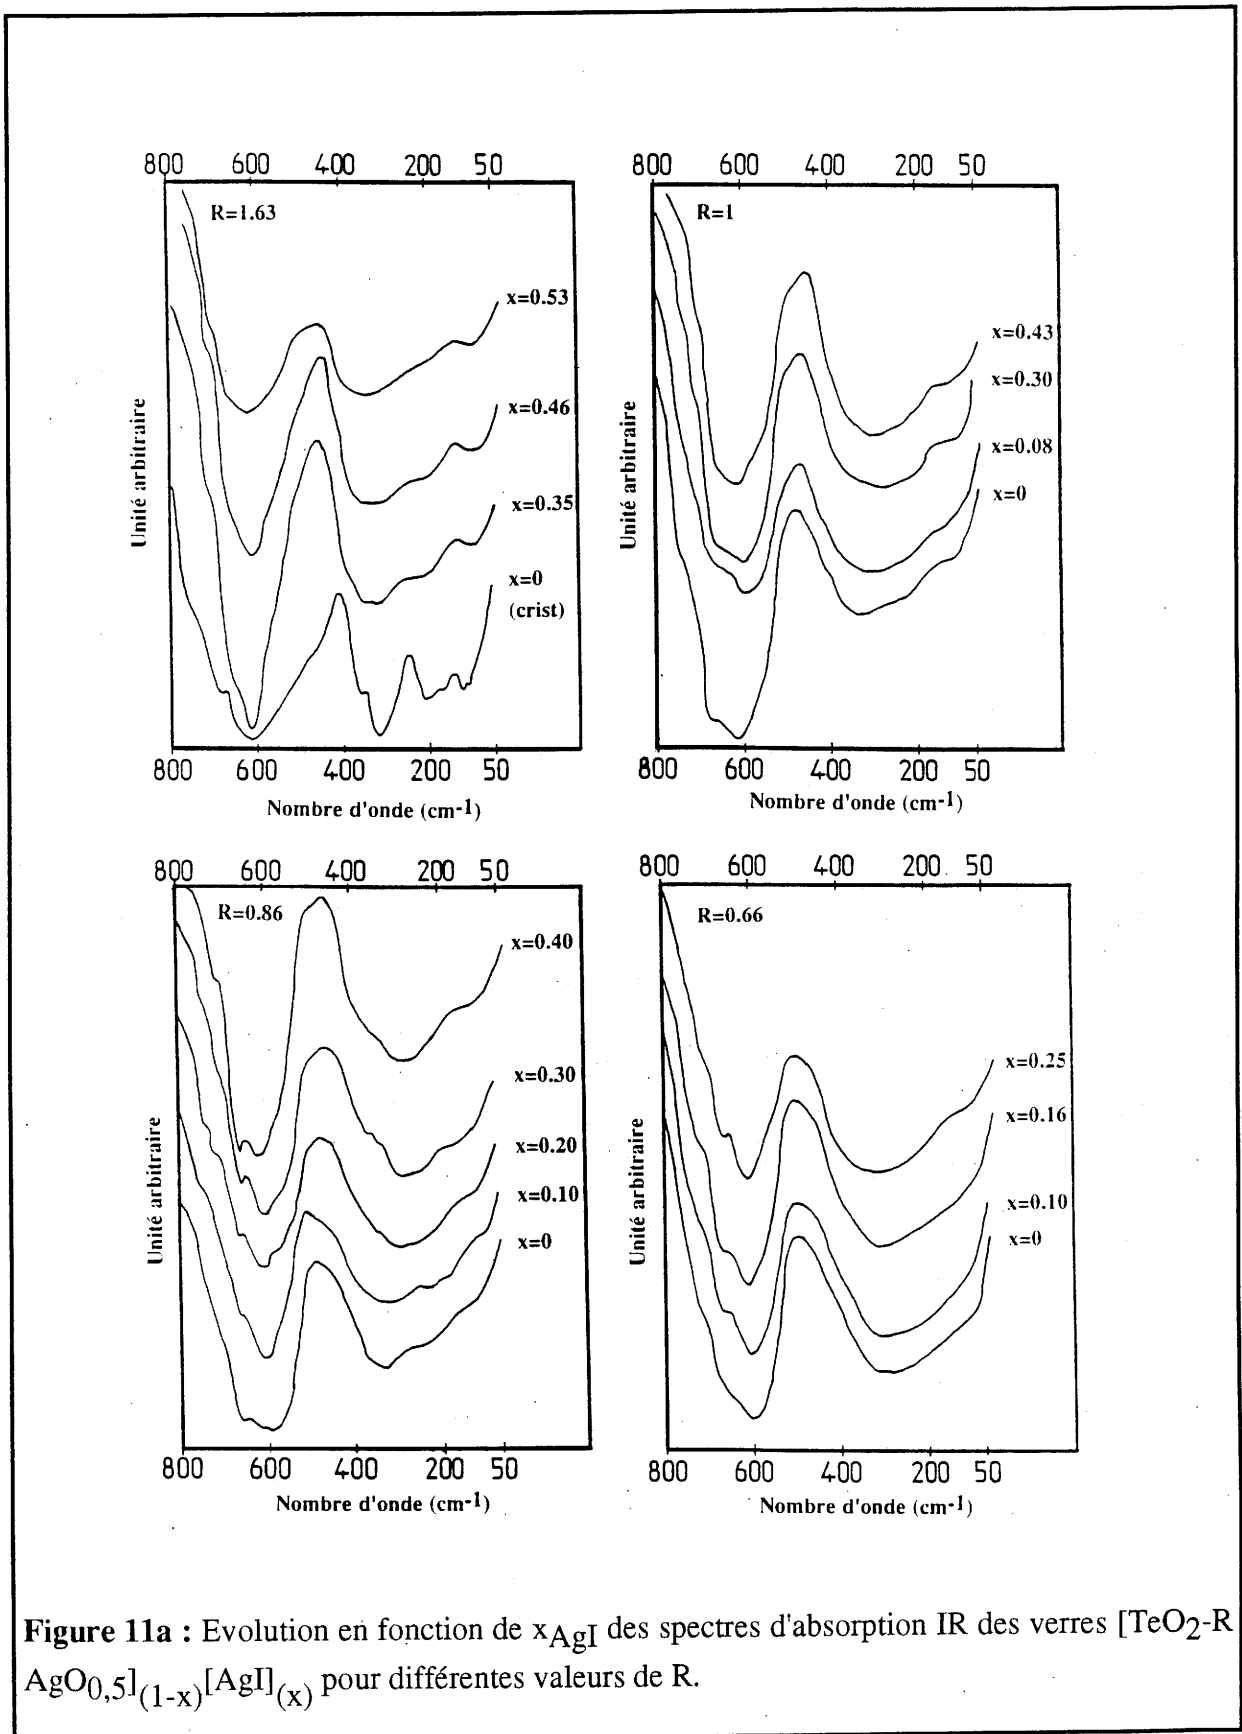 800 600 400 200 50
R=1.63
x=0.53
x=0.46
x=0.35
x=0
(crist)
Unité arbitraire
800 600 400 200 50
Nombre d'onde (cm-1)
800 600 400 200 50
R=1
x=0.43
x=0.30
x=0.08
x=0
Unité arbitraire
800 600 400 200 50
Nombre d'onde (cm-1)
800 600 400 200 50
R=0.86
x=0.40
x=0.30
x=0.20
x=0.10
x=0
Unité arbitraire
800 600 400 200 50
Nombre d'onde (cm-1)
800 600 400 200 50
R=0.66
x=0.25
x=0.16
x=0.10
x=0
Unité arbitraire
800 600 400 200 50
Nombre d'onde (cm-1)
Figure 11a : Evolution en fonction de xAgI des spectres d'absorption IR des verres [TeO2-R
AgO0,5](1-x)[AgI](x) pour différentes valeurs de R.